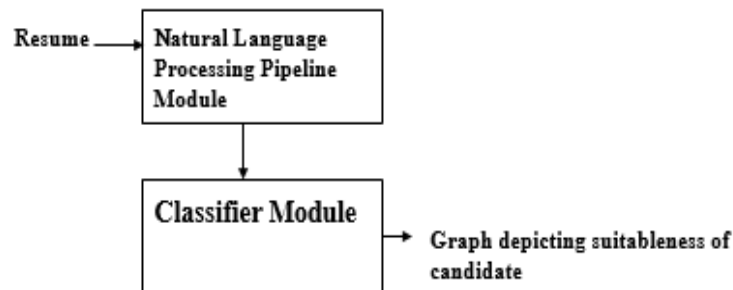 Resume
Natural Language
Processing Pipeline
Module
Classifier Module
Graph depicting suitableness of
candidate